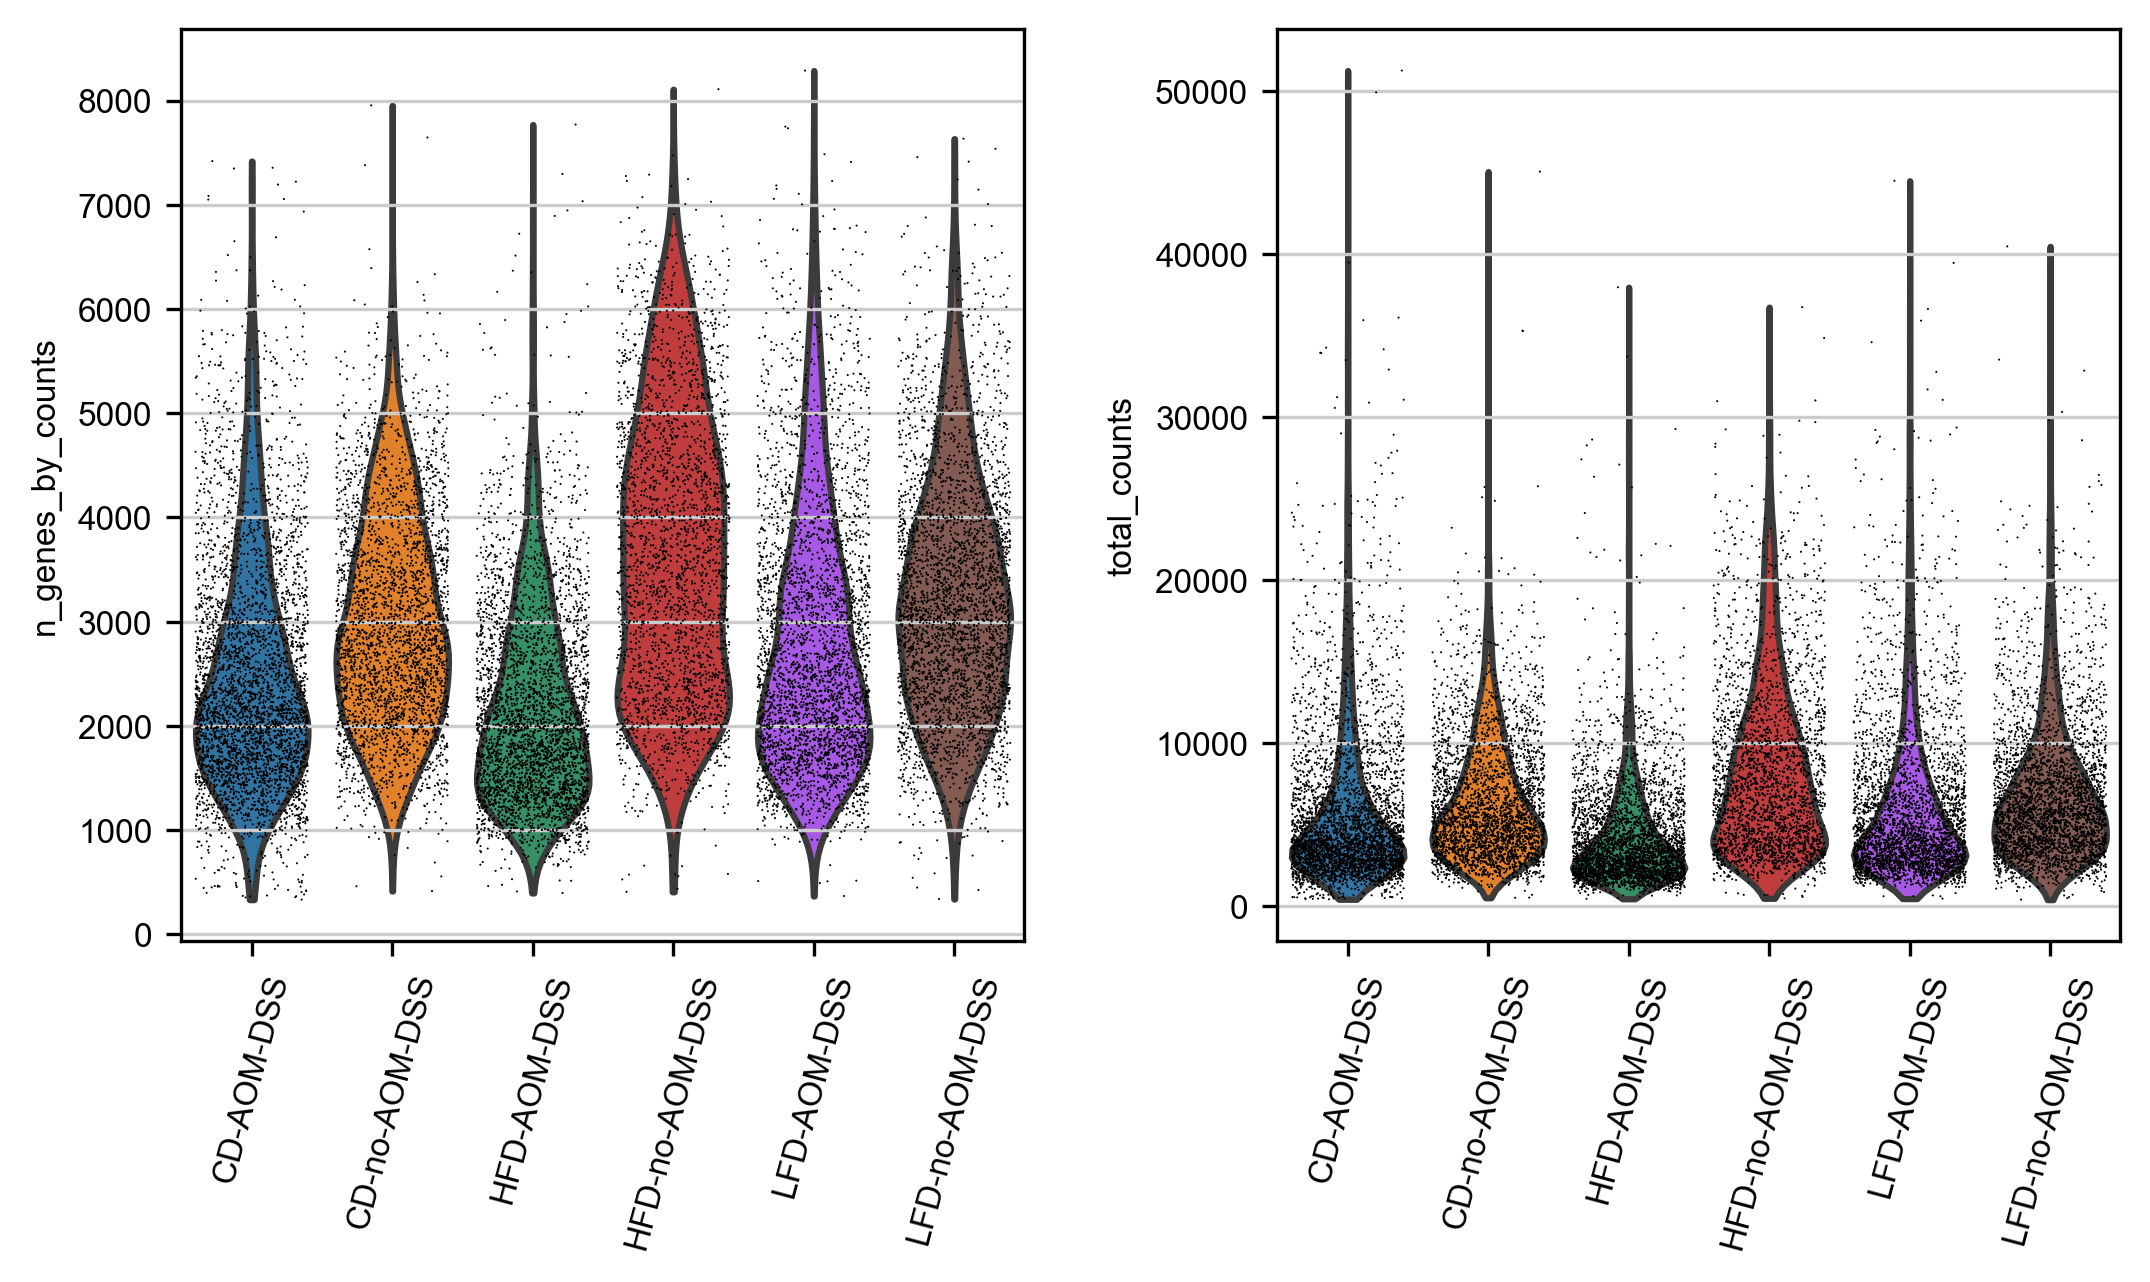 n_genes_by_counts
8000
7000
6000
5000
4000
3000
2000
1000
0
CD-AOM-DSS
CD-no-AOM-DSS
HFD-AOM-DSS
HFD-no-AOM-DSS
LFD-AOM-DSS
LFD-no-AOM-DSS
total_counts
50000
40000
30000
20000
10000
0
CD-AOM-DSS
CD-no-AOM-DSS
HFD-AOM-DSS
HFD-no-AOM-DSS
LFD-AOM-DSS
LFD-no-AOM-DSS